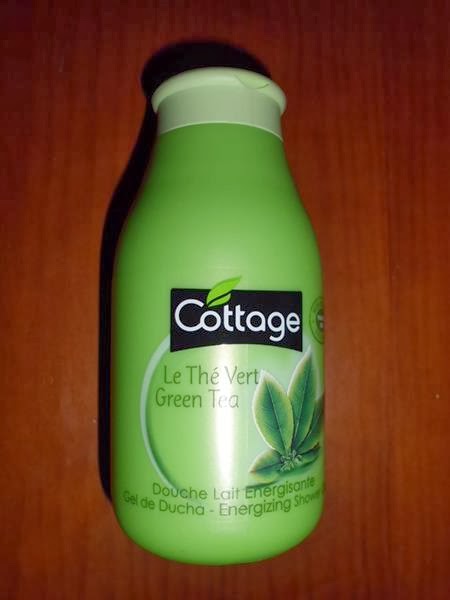 Cottage
Le Thé Vert
Green Tea
Douche Lait Energisante
Gel de Ducha - Energizing Shower